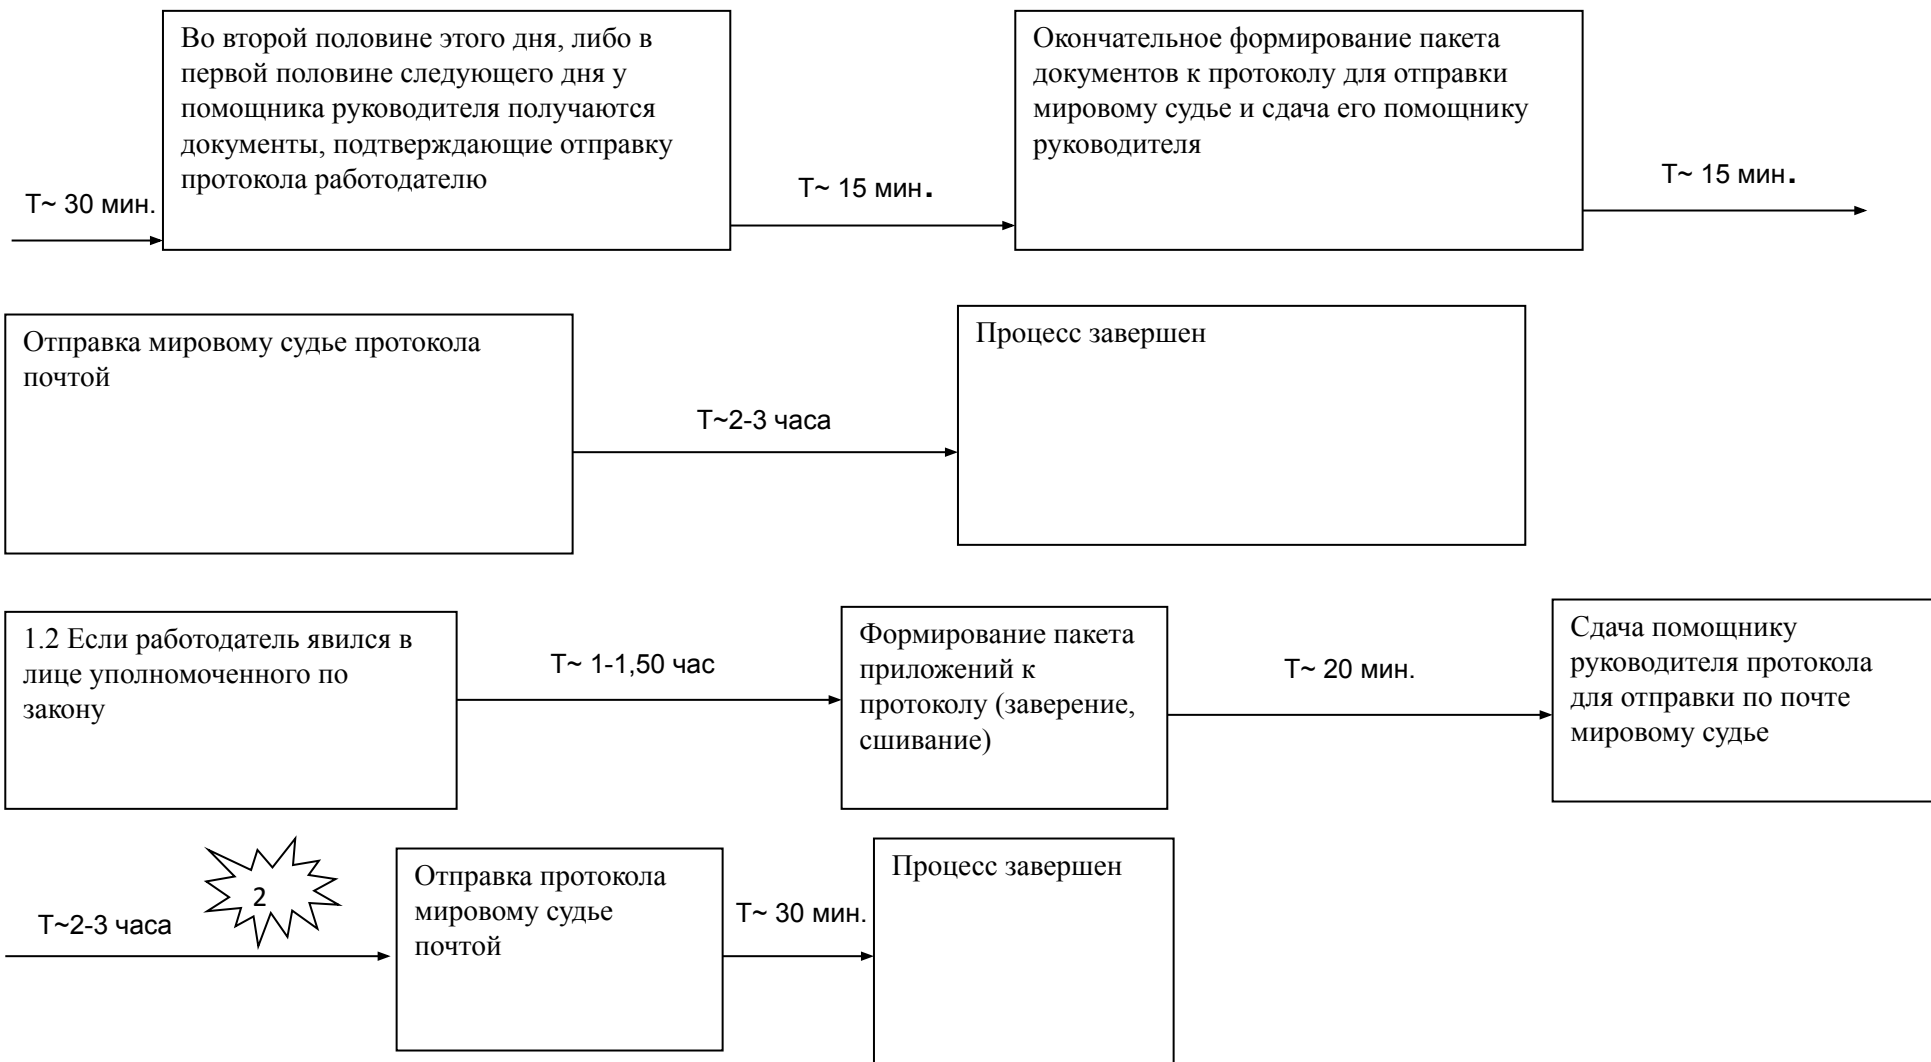 Во второй половине этого дня, либо в
первой половине следующего дня у
помощника руководителя получаются
документы, подтверждающие отправку
протокола работодателю
Окончательное формирование пакета
документов к протоколу для отправки
мировому судье и сдача его помощнику
руководителя
T~ 30 мин.
T~ 15 мин.
T~ 15 мин.
Отправка мировому судье протокола
почтой
T~2-3 часа
Процесс завершен
1.2 Если работодатель явился в
лице уполномоченного по
закону
T~ 1-1,50 час
Формирование пакета
приложений к
протоколу (заверение,
сшивание)
T~ 20 мин.
Сдача помощнику
руководителя протокола
для отправки по почте
мировому судье
T~2-3 часа
2
Отправка протокола
мировому судье
почтой
T~ 30 мин.
Процесс завершен